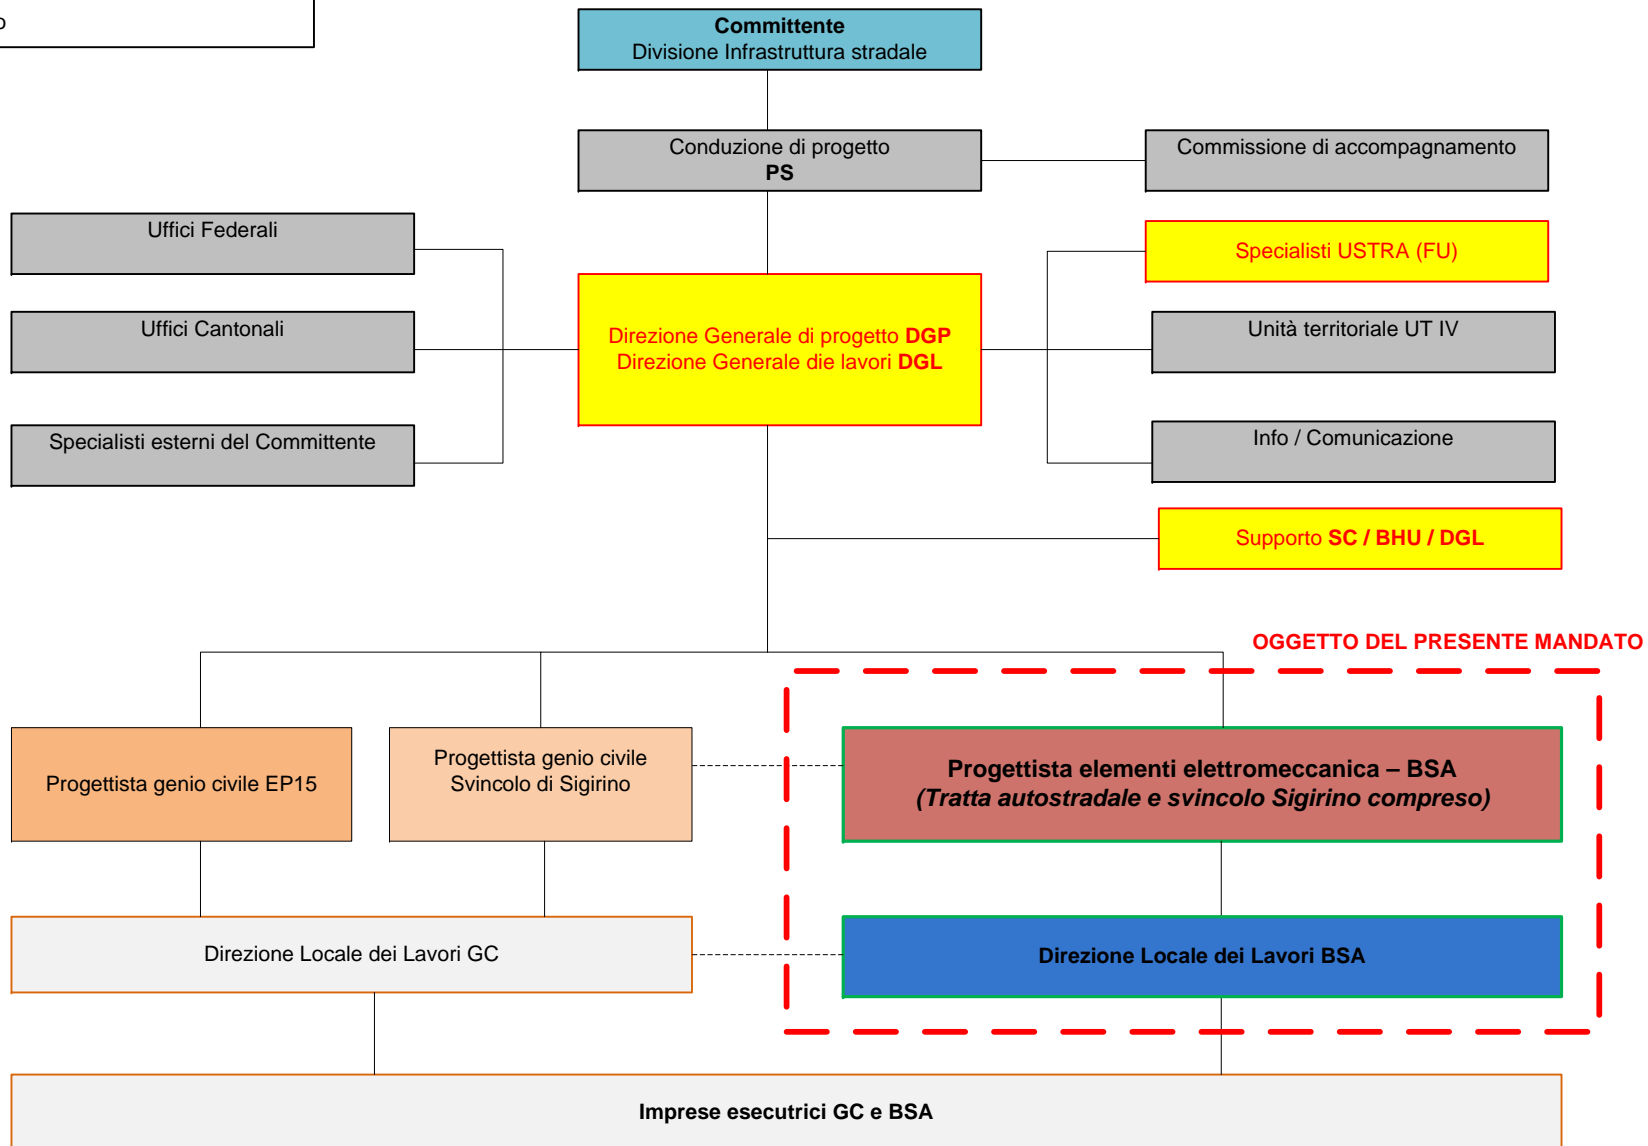 Committente
Divisione Infrastruttura stradale
Conduzione di progetto
PS
Commissione di accompagnamento
Uffici Federali
Specialisti USTRA (FU)
Uffici Cantonali
Direzione Generale di progetto DGP
Direzione Generale die lavori DGL
Unità territoriale UT IV
Specialisti esterni del Committente
Info / Comunicazione
Supporto SC / BHU / DGL
OGGETTO DEL PRESENTE MANDATO
Progettista genio civile EP15
Progettista genio civile
Svincolo di Sigirino
Progettista elementi elettromeccanica – BSA
(Tratta autostradale e svincolo Sigirino compreso)
Direzione Locale dei Lavori GC
Direzione Locale dei Lavori BSA
Imprese esecutrici GC e BSA